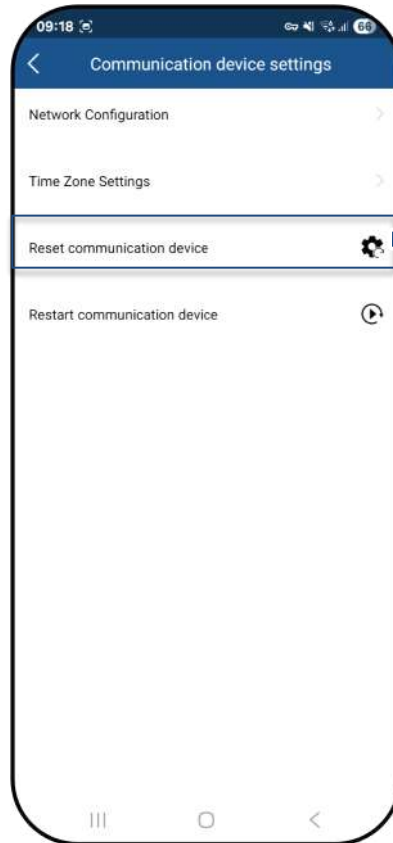 09:18
66
Communication device settings
Network Configuration
Time Zone Settings
Reset communication device
Restart communication device